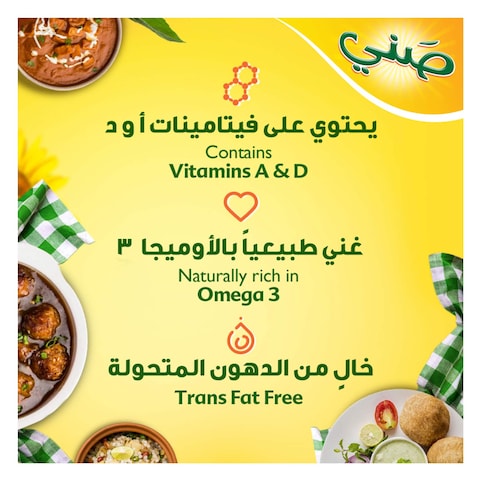 صَني
يحتوي على فيتامينات أ و د
Contains
Vitamins A & D
غني طبيعياً بالأوميجا ٣
Naturally rich in
Omega 3
خالٍ من الدهون المتحولة
Trans Fat Free